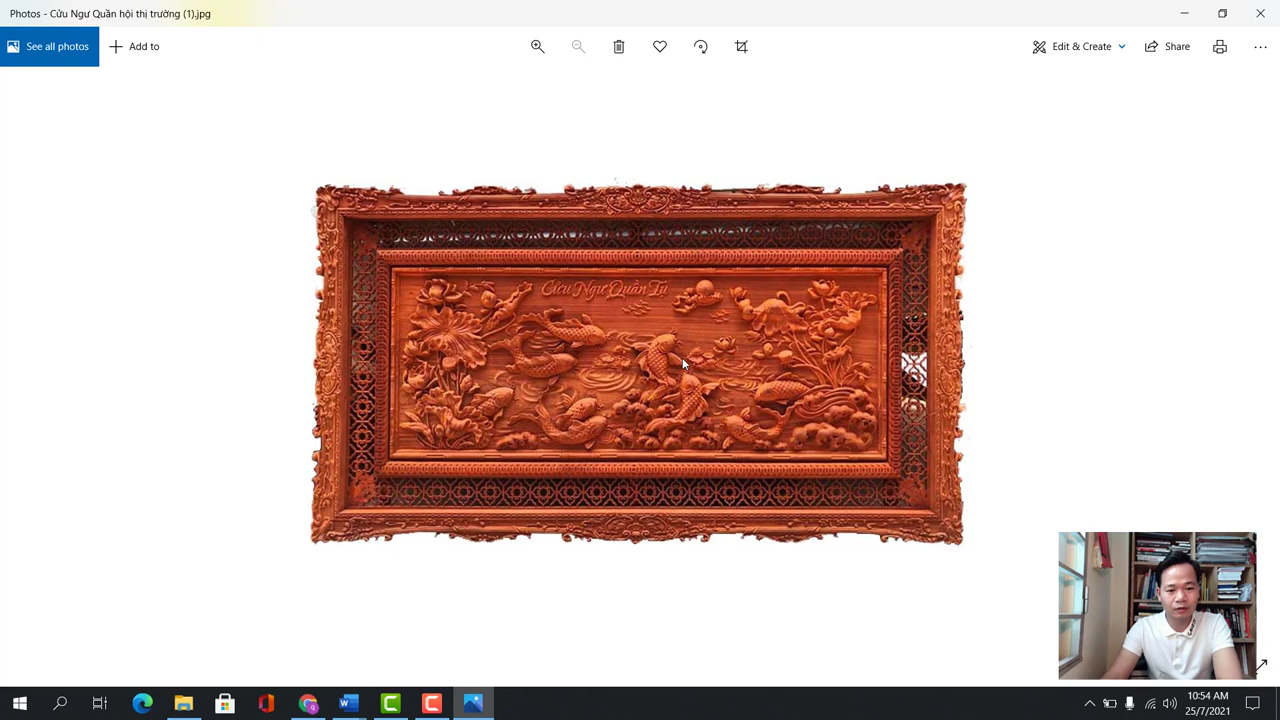 Photos - Cửu Ngư Quần hội thị trường (1).jpg
See all photos
Add to
Edit & Create
Share
Cửu Ngư Quần Tụ
10:54 AM
25/7/2021